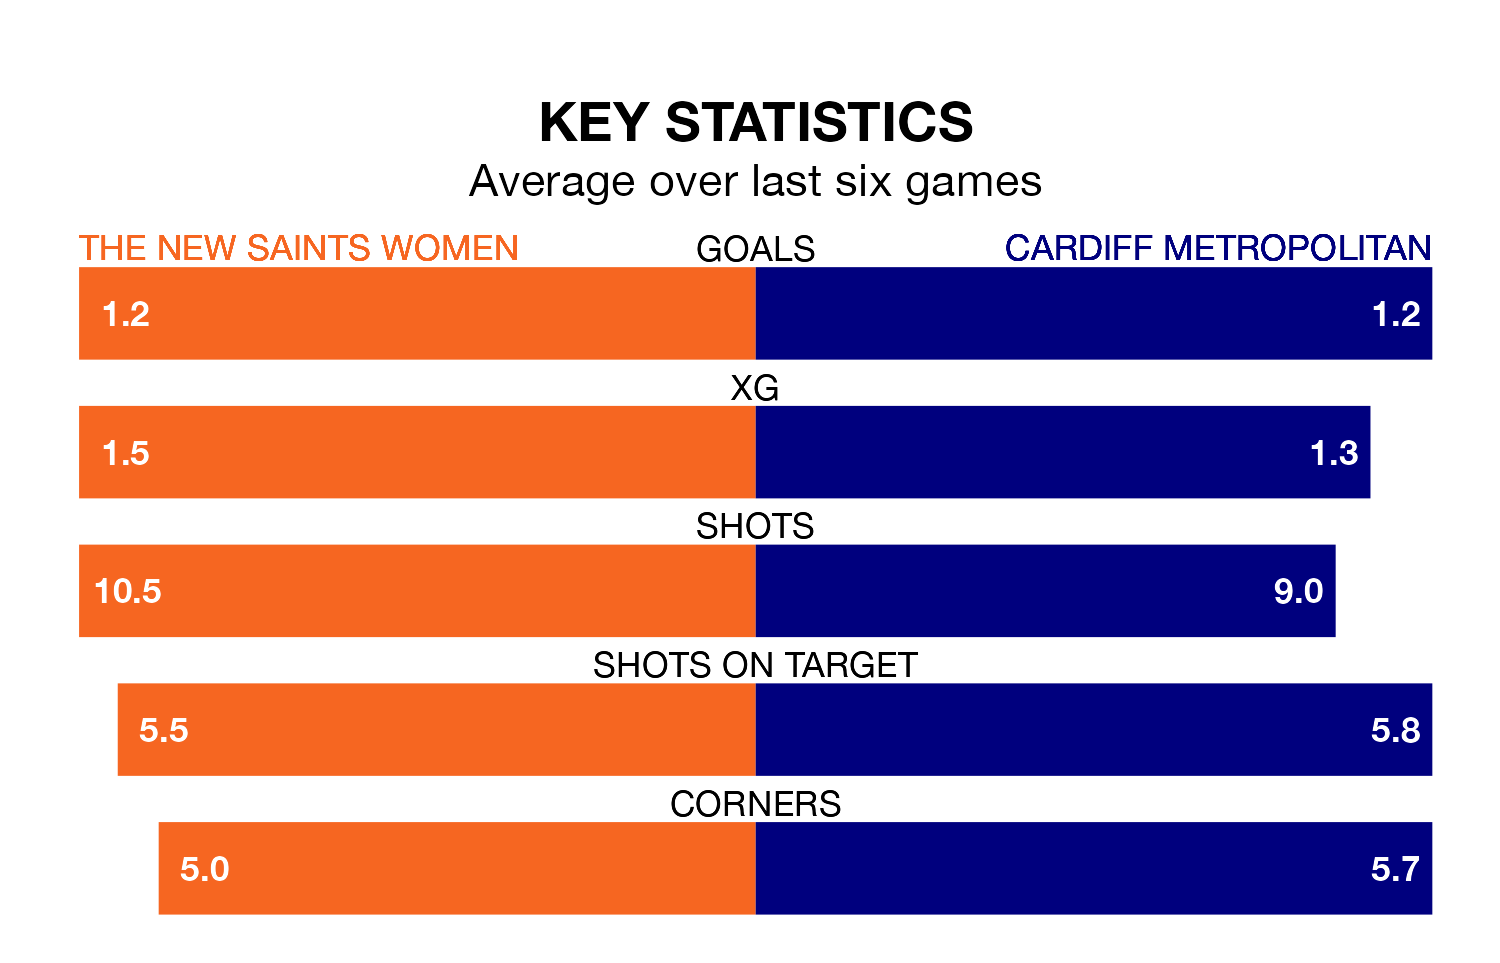 KEY STATISTICS
Average over last six games
THE NEW SAINTS WOMEN GOALS CARDIFF METROPOLITAN
1.2 1.2
XG
1.5 1.3
SHOTS
10.5 9.0
SHOTS ON TARGET
5.5 5.8
CORNERS
5.0 5.7